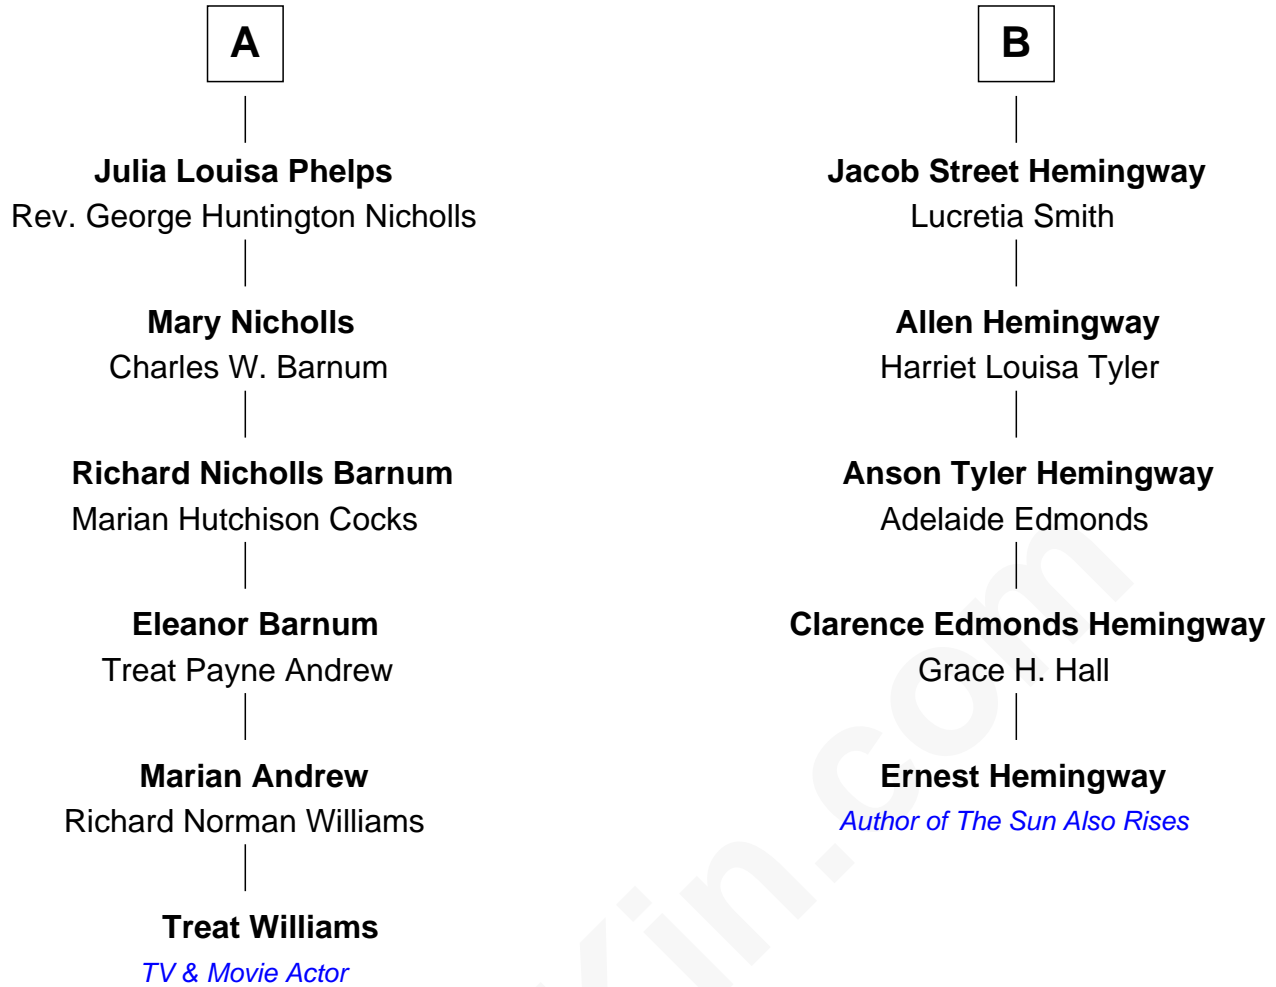 A
Julia Louisa Phelps
Rev. George Huntington Nicholls
Mary Nicholls
Charles W. Barnum
Richard Nicholls Barnum
Marian Hutchison Cocks
Eleanor Barnum
Treat Payne Andrew
Marian Andrew
Richard Norman Williams
Treat Williams
TV & Movie Actor
B
Jacob Street Hemingway
Lucretia Smith
Allen Hemingway
Harriet Louisa Tyler
Anson Tyler Hemingway
Adelaide Edmonds
Clarence Edmonds Hemingway
Grace H. Hall
Ernest Hemingway
Author of The Sun Also Rises
Kin.com